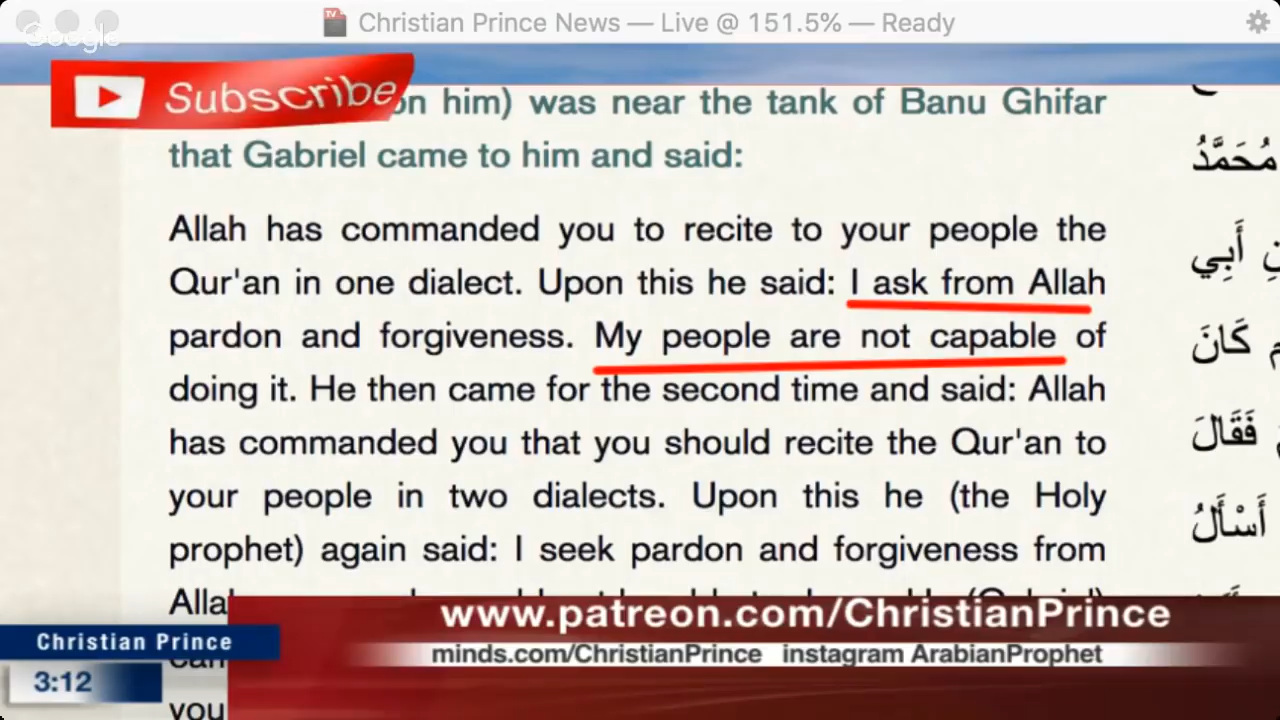 Christian Prince News — Live @ 151.5% — Ready
Google
Subscribe
on him) was near the tank of Banu Ghifar
that Gabriel came to him and said:
Allah has commanded you to recite to your people the
Qur'an in one dialect. Upon this he said: I ask from Allah
pardon and forgiveness. My people are not capable of
doing it. He then came for the second time and said: Allah
has commanded you that you should recite the Qur'an to
your people in two dialects. Upon this he (the Holy
prophet) again said: I seek pardon and forgiveness from
you
مُحَمَّدُ
أَبِي
كَانَ
فَقَالَ
أَسْأَلُ
www.patreon.com/ChristianPrince
Christian Prince
minds.com/ChristianPrince instagram ArabianProphet
3:12